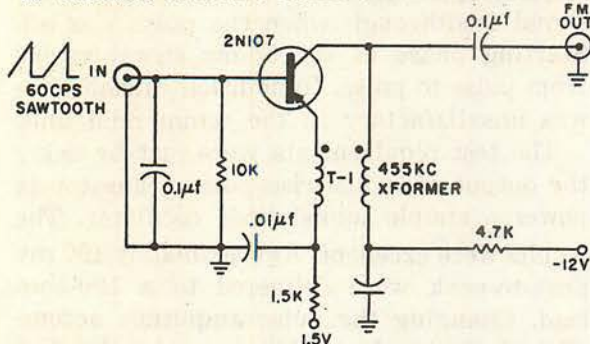 FM
OUT
0.1µf
2N107
IN
60CPS
SAWTOOTH
0.1µf
10K
T-1
455KC
XFORMER
.01µf
4.7K
-12V
1.5K
1.5V